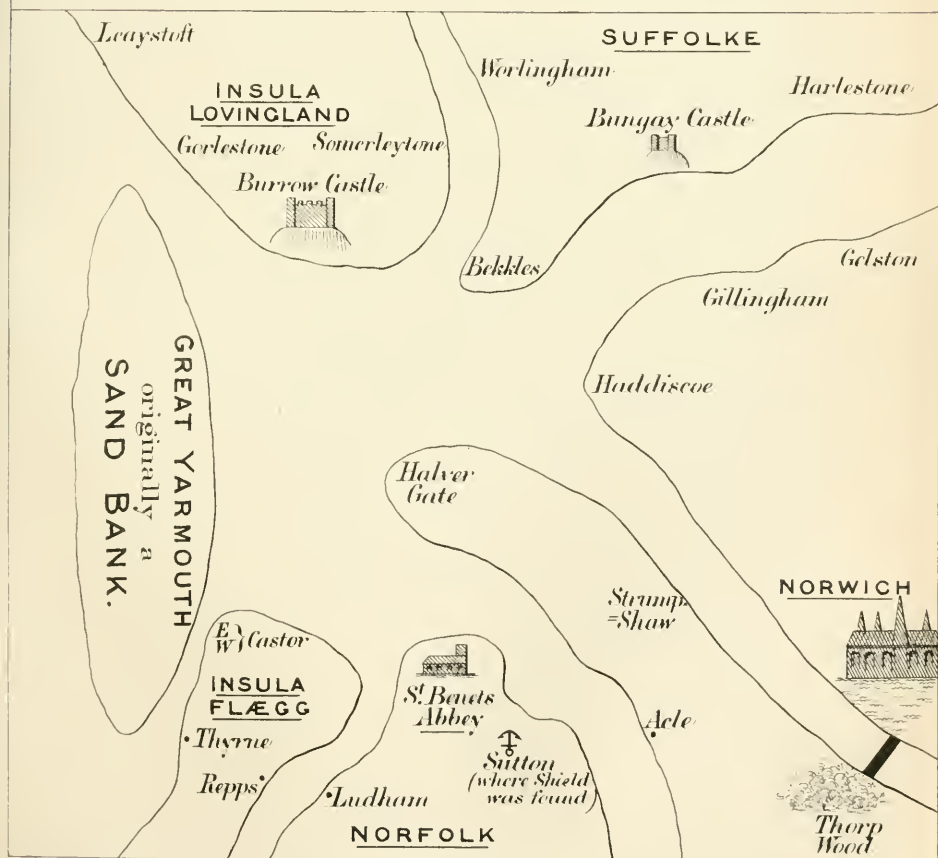 Leaystoft
SUFFOLKE
Worlingham
Harlestone
INSULA
LOVINGLAND
Bungay Castle
Gorlestone
Somerleytone
Burrow Castle
Bekkles
Gelston
Gillingham
Haddiscoe
GREAT YARMOUTH
originally a
SAND BANK.
Halver
Gate
Strump
=Shaw
NORWICH
E
W } Castor
INSULA
FLÆGG
St. Benets
Abbey
Acle
Thyrne
Sutton
(where Shield
was found)
Repps
Ludham
NORFOLK
Thorp
Wood